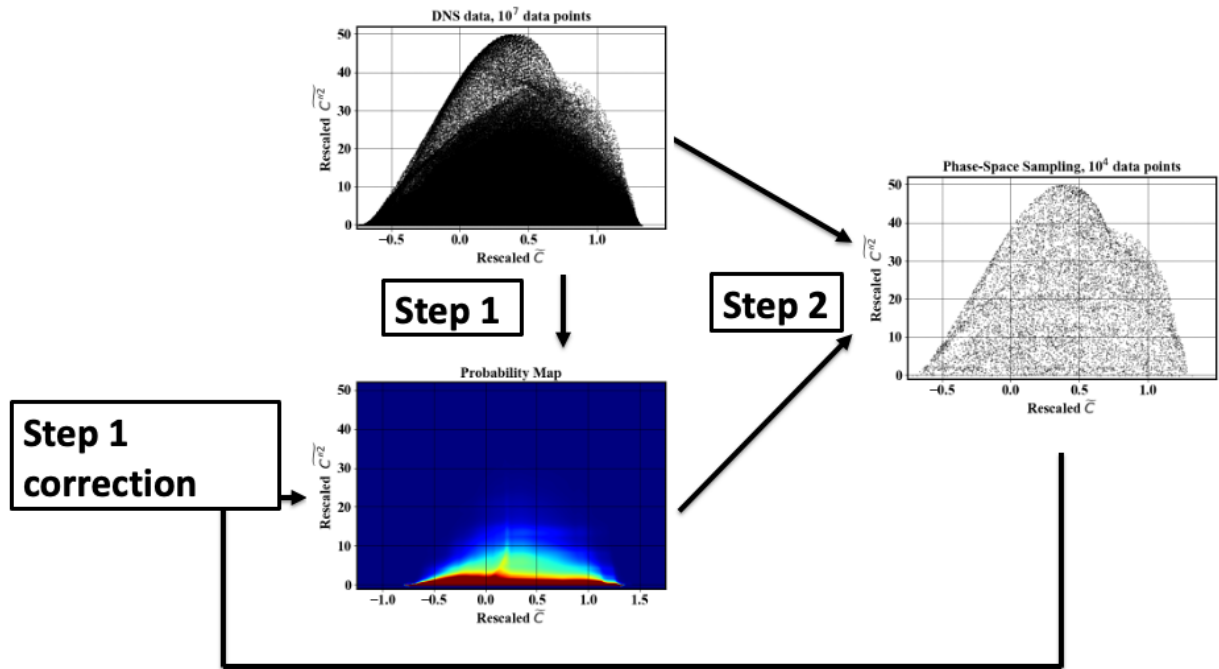 DNS data, 10⁷ data points
Rescaled C̃"²
50
40
30
20
10
0
−0.5 0.0 0.5 1.0
Rescaled C̃
Step 1
Step 2
Phase-Space Sampling, 10⁴ data points
Rescaled C̃"²
50
40
30
20
10
0
−0.5 0.0 0.5 1.0
Rescaled C̃
Probability Map
Rescaled C̃"²
50
40
30
20
10
0
−1.0 −0.5 0.0 0.5 1.0 1.5
Rescaled C̃
Step 1
correction